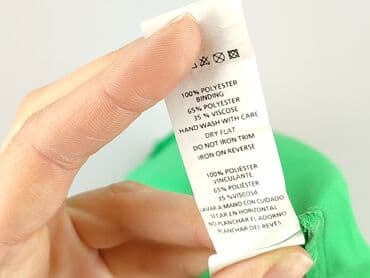 100% POLYESTER
BINDING
65% POLYESTER
35 % VISCOSE
HAND WASH WITH CARE
DRY FLAT
DO NOT IRON TRIM
IRON ON REVERSE
100% POLIÉSTER
VINCULANTE
65% POLIÉSTER
35 %VISCOSA
LAVAR A MANO CON CUIDADO
SECAR EN HORIZONTAL
NO PLANCHAR EL ADORNO
PLANCHAR DEL REVÉS